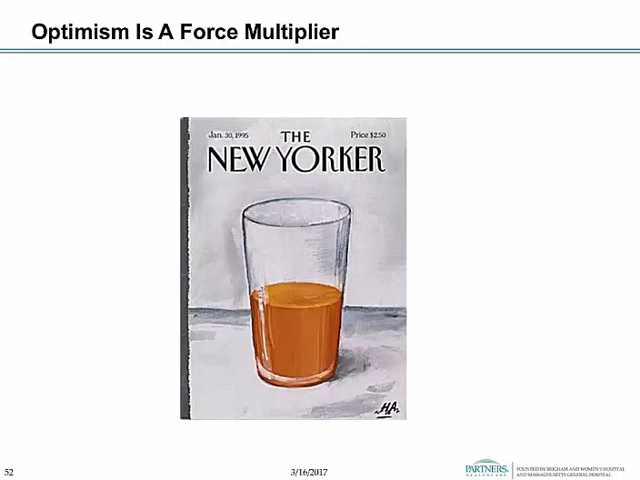 Optimism Is A Force Multiplier
Jan. 30, 1995
THE
Price $2.50
NEW YORKER
HA
52
3/16/2017
PARTNERS
HEALTHCARE
FOUNDED BY BRIGHAM AND WOMEN'S HOSPITAL
AND MASSACHUSETTS GENERAL HOSPITAL